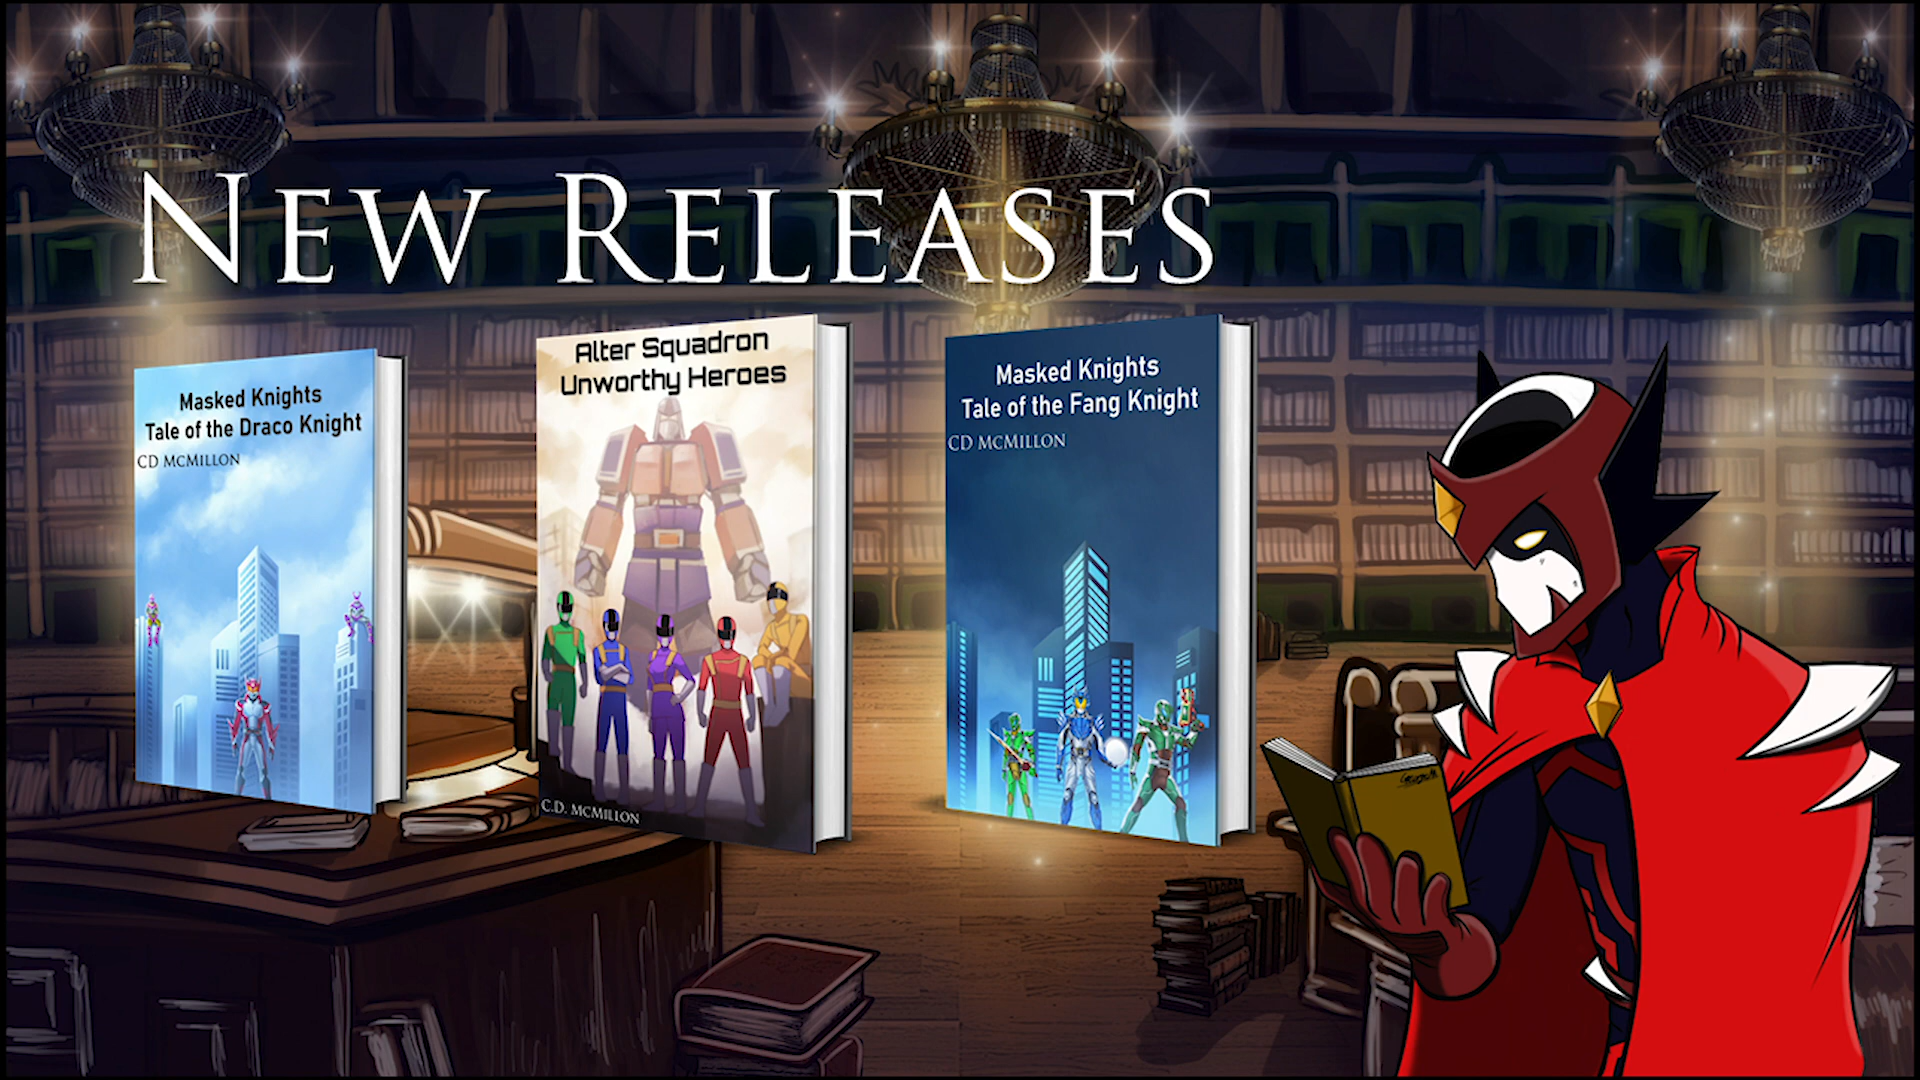 New Releases
Masked Knights
Tale of the Draco Knight
CD McMillon
Alter Squadron
Unworthy Heroes
C.D. McMillon
Masked Knights
Tale of the Fang Knight
CD McMillon